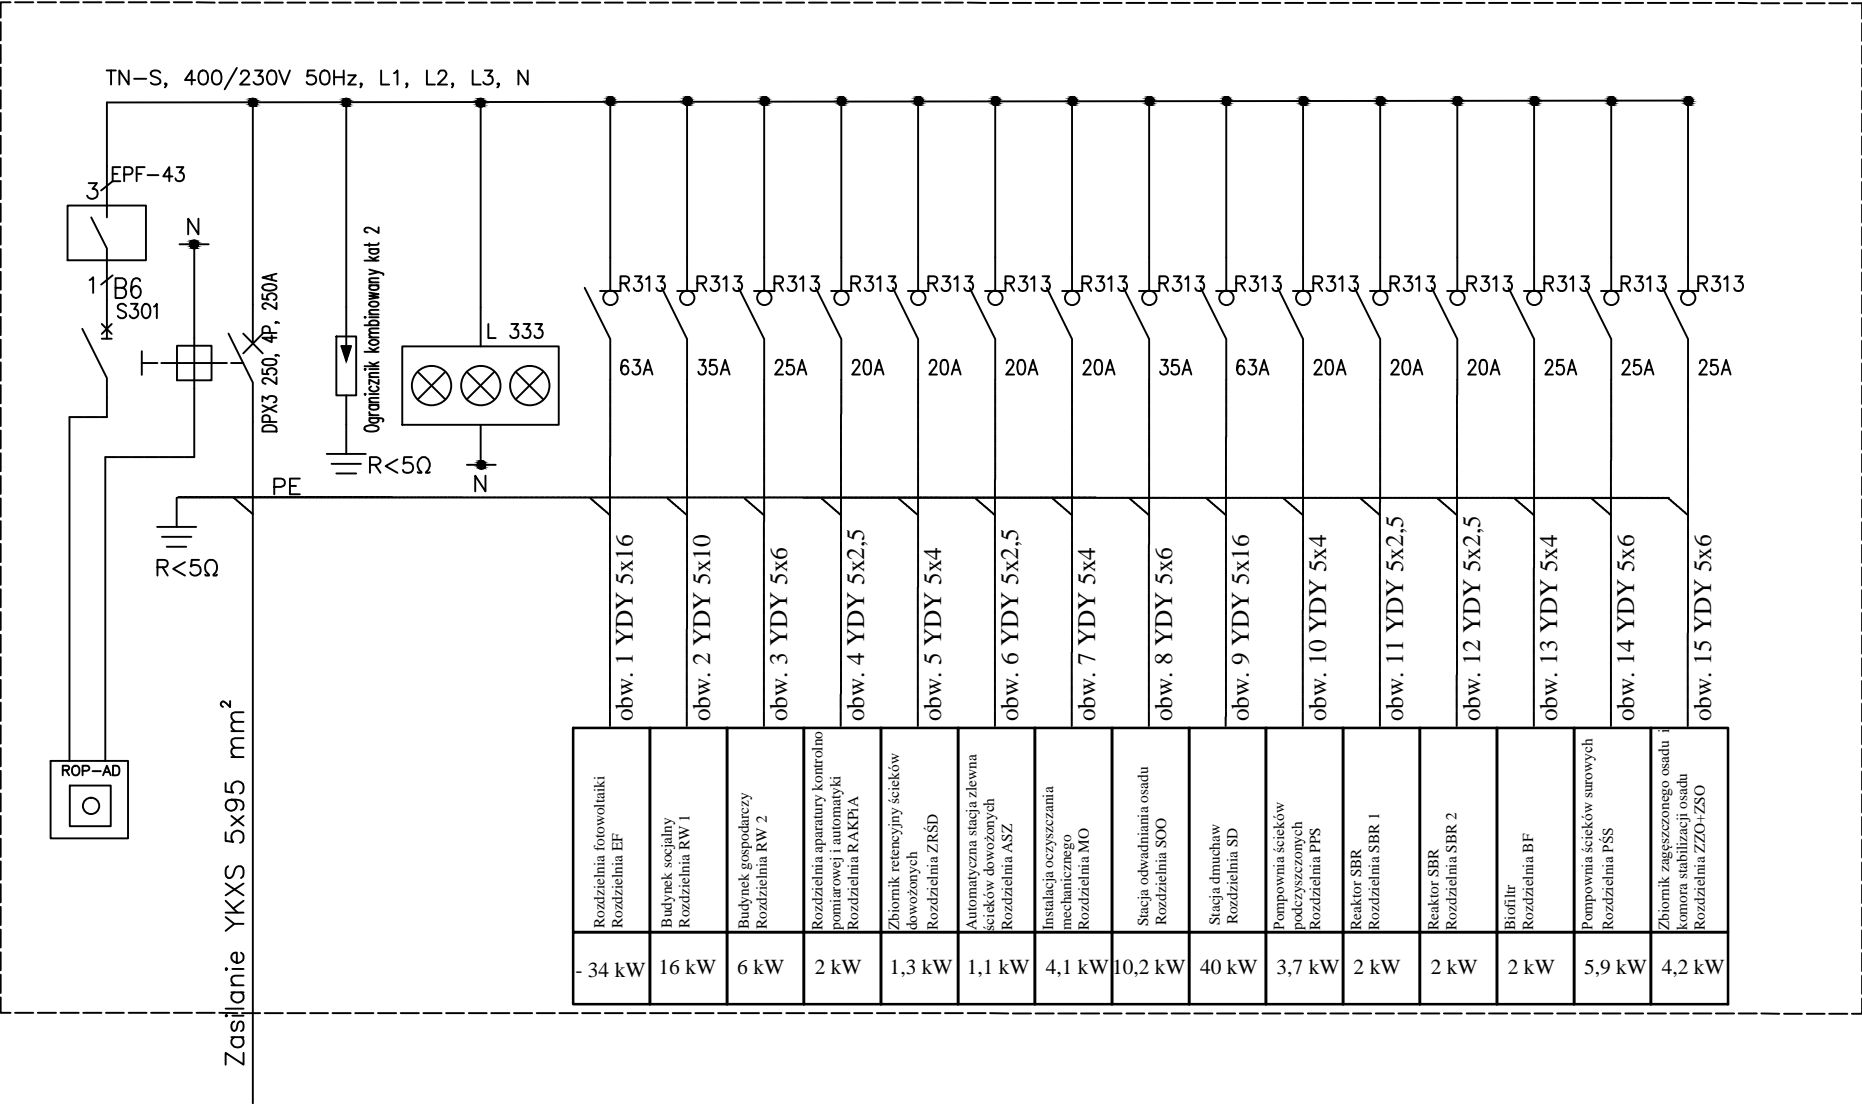 TN-S, 400/230V 50Hz, L1, L2, L3, N
EPF-43
3
N
1
B6
S301
DPX3 250, 4P, 250A
Ogranicznik kombinowany kat 2
L 333
R<5Ω
N
PE
R<5Ω
ROP-AD
Zasilanie YKXS 5x95 mm²
R313 R313 R313 R313 R313 R313 R313 R313 R313 R313 R313 R313 R313 R313 R313
63A 35A 25A 20A 20A 20A 20A 35A 63A 20A 20A 20A 25A 25A 25A
obw. 1 YDY 5x16
obw. 2 YDY 5x10
obw. 3 YDY 5x6
obw. 4 YDY 5x2,5
obw. 5 YDY 5x4
obw. 6 YDY 5x2,5
obw. 7 YDY 5x4
obw. 8 YDY 5x6
obw. 9 YDY 5x16
obw. 10 YDY 5x4
obw. 11 YDY 5x2,5
obw. 12 YDY 5x2,5
obw. 13 YDY 5x4
obw. 14 YDY 5x6
obw. 15 YDY 5x6
Rozdzielnia fotowoltaiki
Rozdzielnia EF
Budynek socjalny
Rozdzielnia RW 1
Budynek gospodarczy
Rozdzielnia RW 2
Rozdzielnia aparatury kontrolno
pomiarowej i automatyki
Rozdzielnia RAKPiA
Zbiornik retencyjny ścieków
dowożonych
Rozdzielnia ZRŚD
Automatyczna stacja zlewna
ścieków dowożonych
Rozdzielnia ASZ
Instalacja oczyszczania
mechanicznego
Rozdzielnia MO
Stacja odwadniania osadu
Rozdzielnia SOO
Stacja dmuchaw
Rozdzielnia SD
Pompownia ścieków
podczyszczonych
Rozdzielnia PPS
Reaktor SBR
Rozdzielnia SBR 1
Reaktor SBR
Rozdzielnia SBR 2
Biofiltr
Rozdzielnia BF
Pompownia ścieków surowych
Rozdzielnia PŚS
Zbiornik zagęszczonego osadu i
komora stabilizacji osadu
Rozdzielnia ZZO+ZSO
- 34 kW 16 kW 6 kW 2 kW 1,3 kW 1,1 kW 4,1 kW 10,2 kW 40 kW 3,7 kW 2 kW 2 kW 2 kW 5,9 kW 4,2 kW